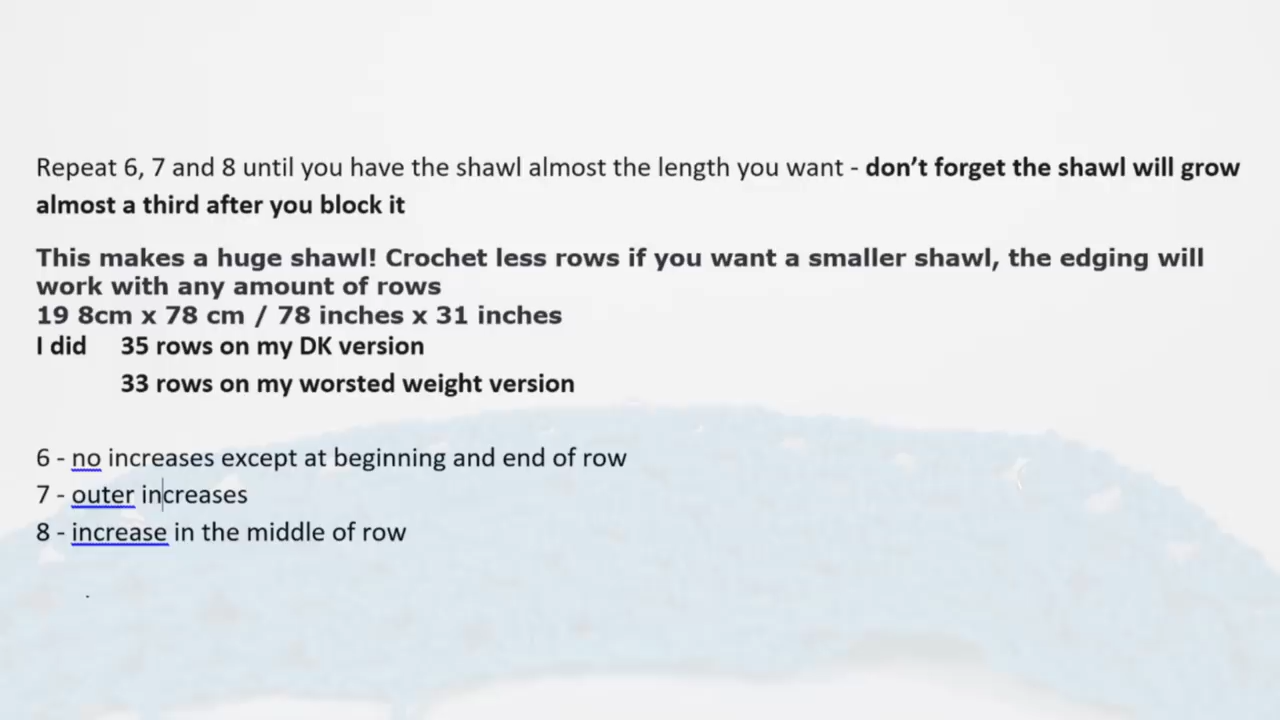 Repeat 6, 7 and 8 until you have the shawl almost the length you want - don’t forget the shawl will grow
almost a third after you block it
This makes a huge shawl! Crochet less rows if you want a smaller shawl, the edging will
work with any amount of rows
19 8cm x 78 cm / 78 inches x 31 inches
I did 35 rows on my DK version
33 rows on my worsted weight version
6 - no increases except at beginning and end of row
7 - outer increases
8 - increase in the middle of row
.